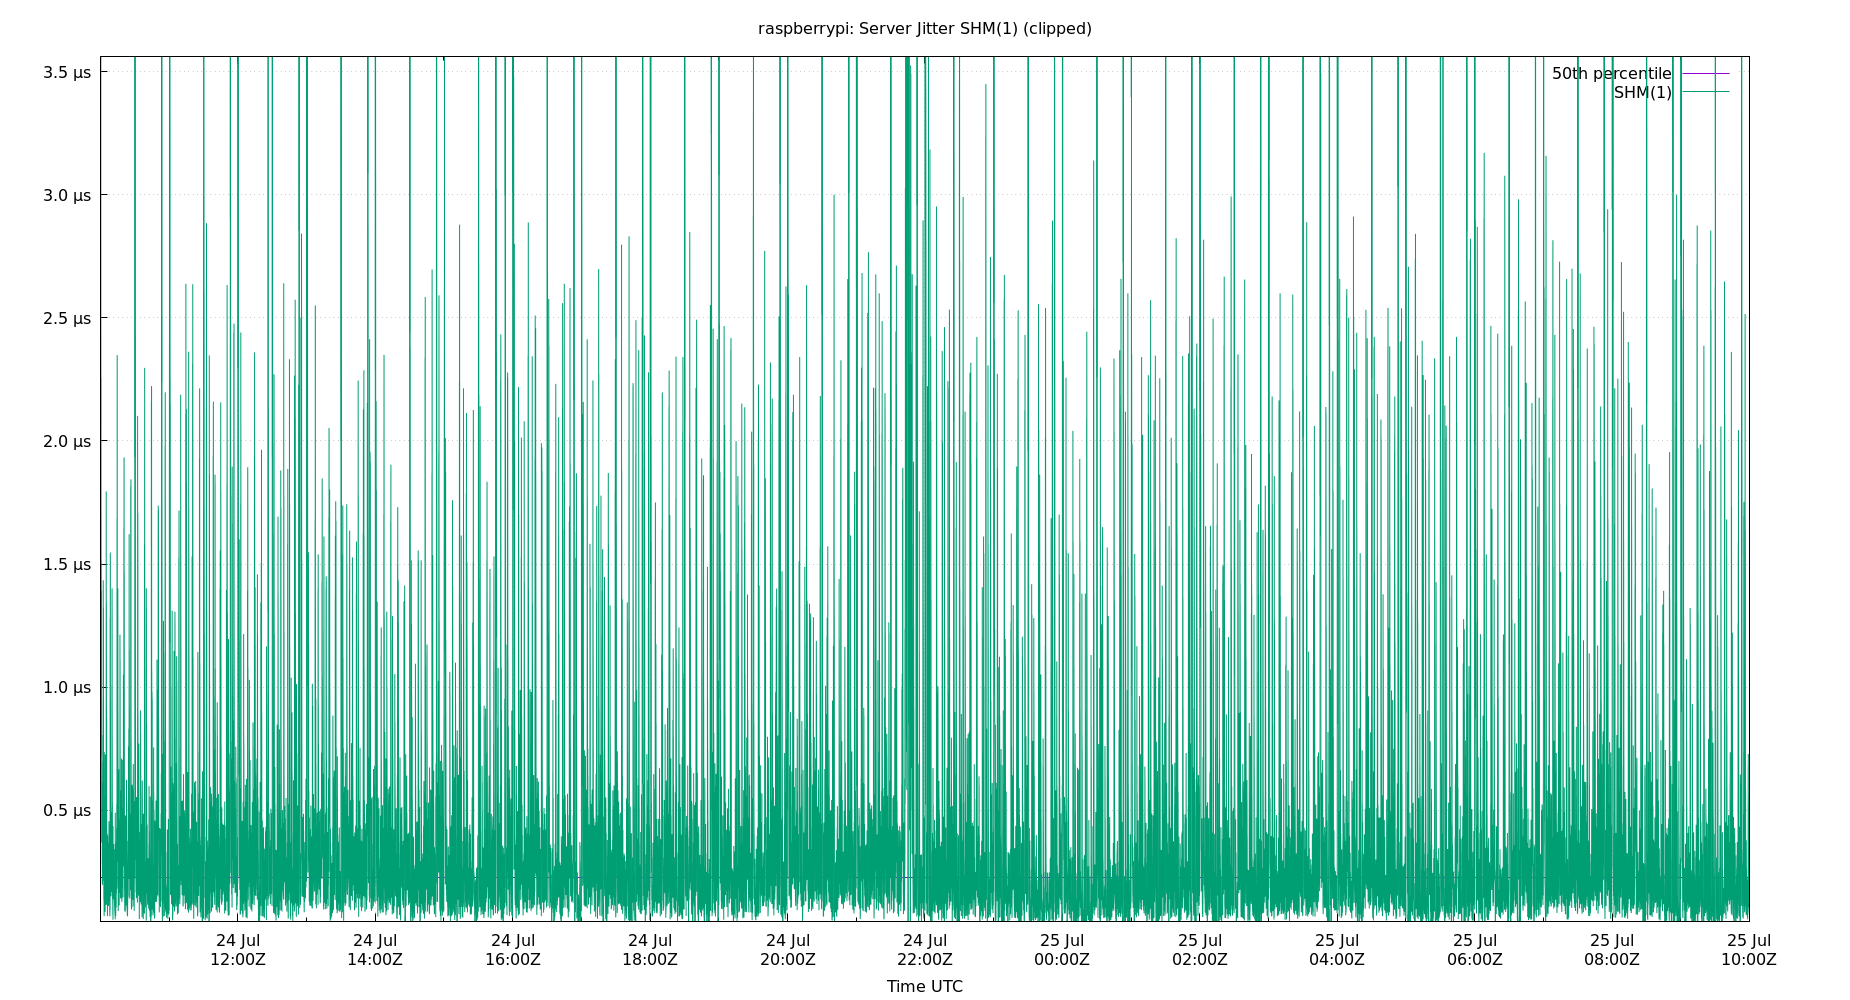 raspberrypi: Server Jitter SHM(1) (clipped)
3.5 µs
3.0 µs
2.5 µs
2.0 µs
1.5 µs
1.0 µs
0.5 µs
50th percentile
SHM(1)
24 Jul 24 Jul 24 Jul 24 Jul 24 Jul 24 Jul 25 Jul 25 Jul 25 Jul 25 Jul 25 Jul 25 Jul
12:00Z 14:00Z 16:00Z 18:00Z 20:00Z 22:00Z 00:00Z 02:00Z 04:00Z 06:00Z 08:00Z 10:00Z
Time UTC